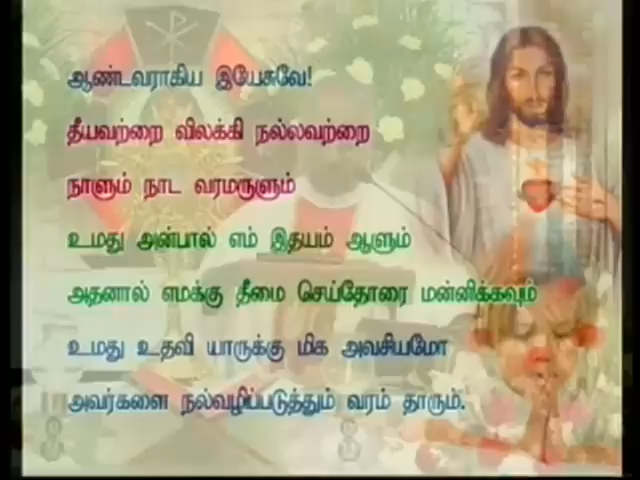 ஆண்டவராகிய இயேசுவே!
தீயவற்றை விலக்கி நல்லவற்றை
நாளும் நாட வரமருளும்
உமது அன்பால் எம் இதயம் ஆளும்
அதனால் எமக்கு தீமை செய்தோரை மன்னிக்கவும்
உமது உதவி யாருக்கு மிக அவசியமோ
அவர்களை நல்வழிப்படுத்தும் வரம் தாரும்.